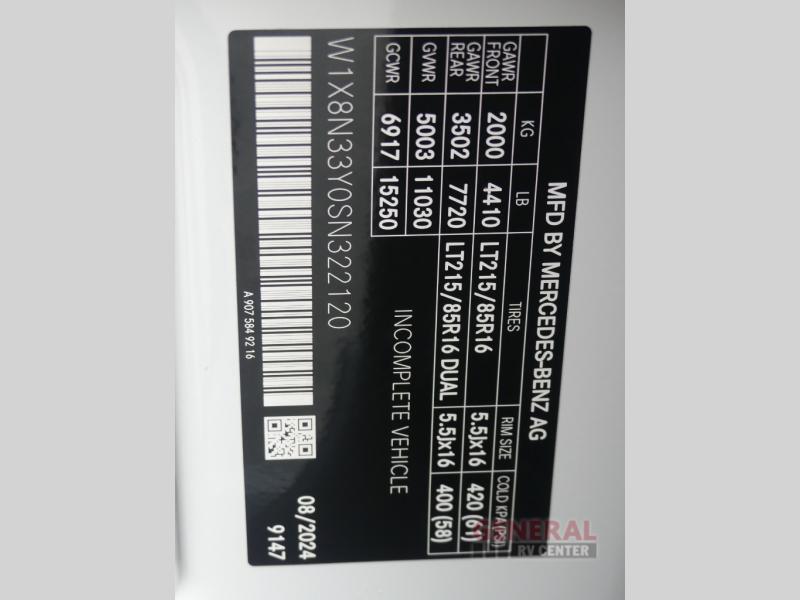 MFD BY MERCEDES-BENZ AG
KG LB TIRES RIM SIZE COLD KPA(PSI)
GAWR FRONT 2000 4410 LT215/85R16 5.5Jx16 420 (61)
GAWR REAR 3502 7720 LT215/85R16 DUAL 5.5Jx16 400 (58)
GVWR 5003 11030
GCWR 6917 15250
INCOMPLETE VEHICLE
W1X8N33Y0SN322120
08/2024
A 907 584 92 16
9147
GENERAL
RV CENTER